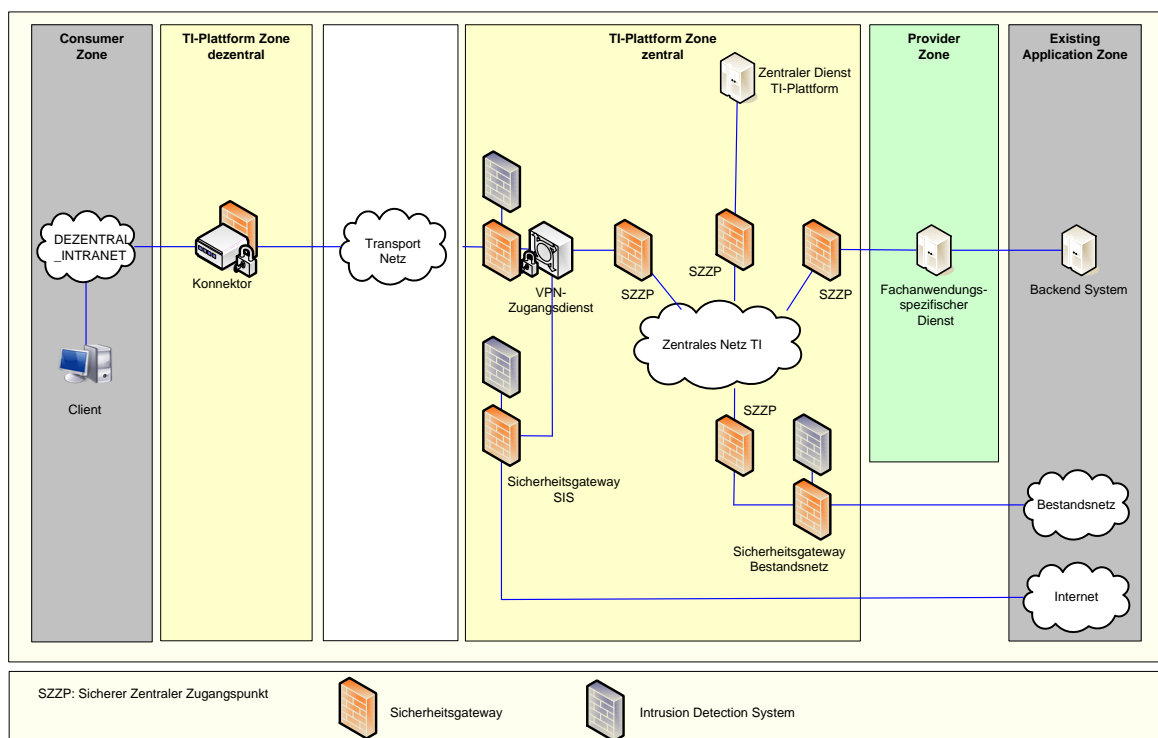 Consumer
Zone
TI-Plattform Zone
dezentral
TI-Plattform Zone
zentral
Provider
Zone
Existing
Application Zone
Zentraler Dienst
TI-Plattform
DEZENTRAL
_INTRANET
Konnektor
Transport
Netz
VPN-
Zugangsdienst
SZZP
SZZP
SZZP
Fachanwendungs-
spezifischer
Dienst
Backend System
Zentrales Netz TI
Client
SZZP
Sicherheitsgateway
SIS
Sicherheitsgateway
Bestandsnetz
Bestandsnetz
Internet
SZZP: Sicherer Zentraler Zugangspunkt
Sicherheitsgateway
Intrusion Detection System